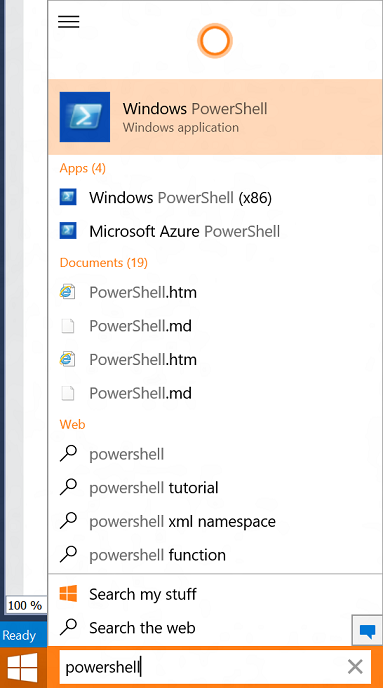 Windows PowerShell
Windows application
Apps (4)
Windows PowerShell (x86)
Microsoft Azure PowerShell
Documents (19)
PowerShell.htm
PowerShell.md
PowerShell.htm
PowerShell.md
Web
powershell
powershell tutorial
powershell xml namespace
powershell function
Search my stuff
100 %
Search the web
Ready
powershell